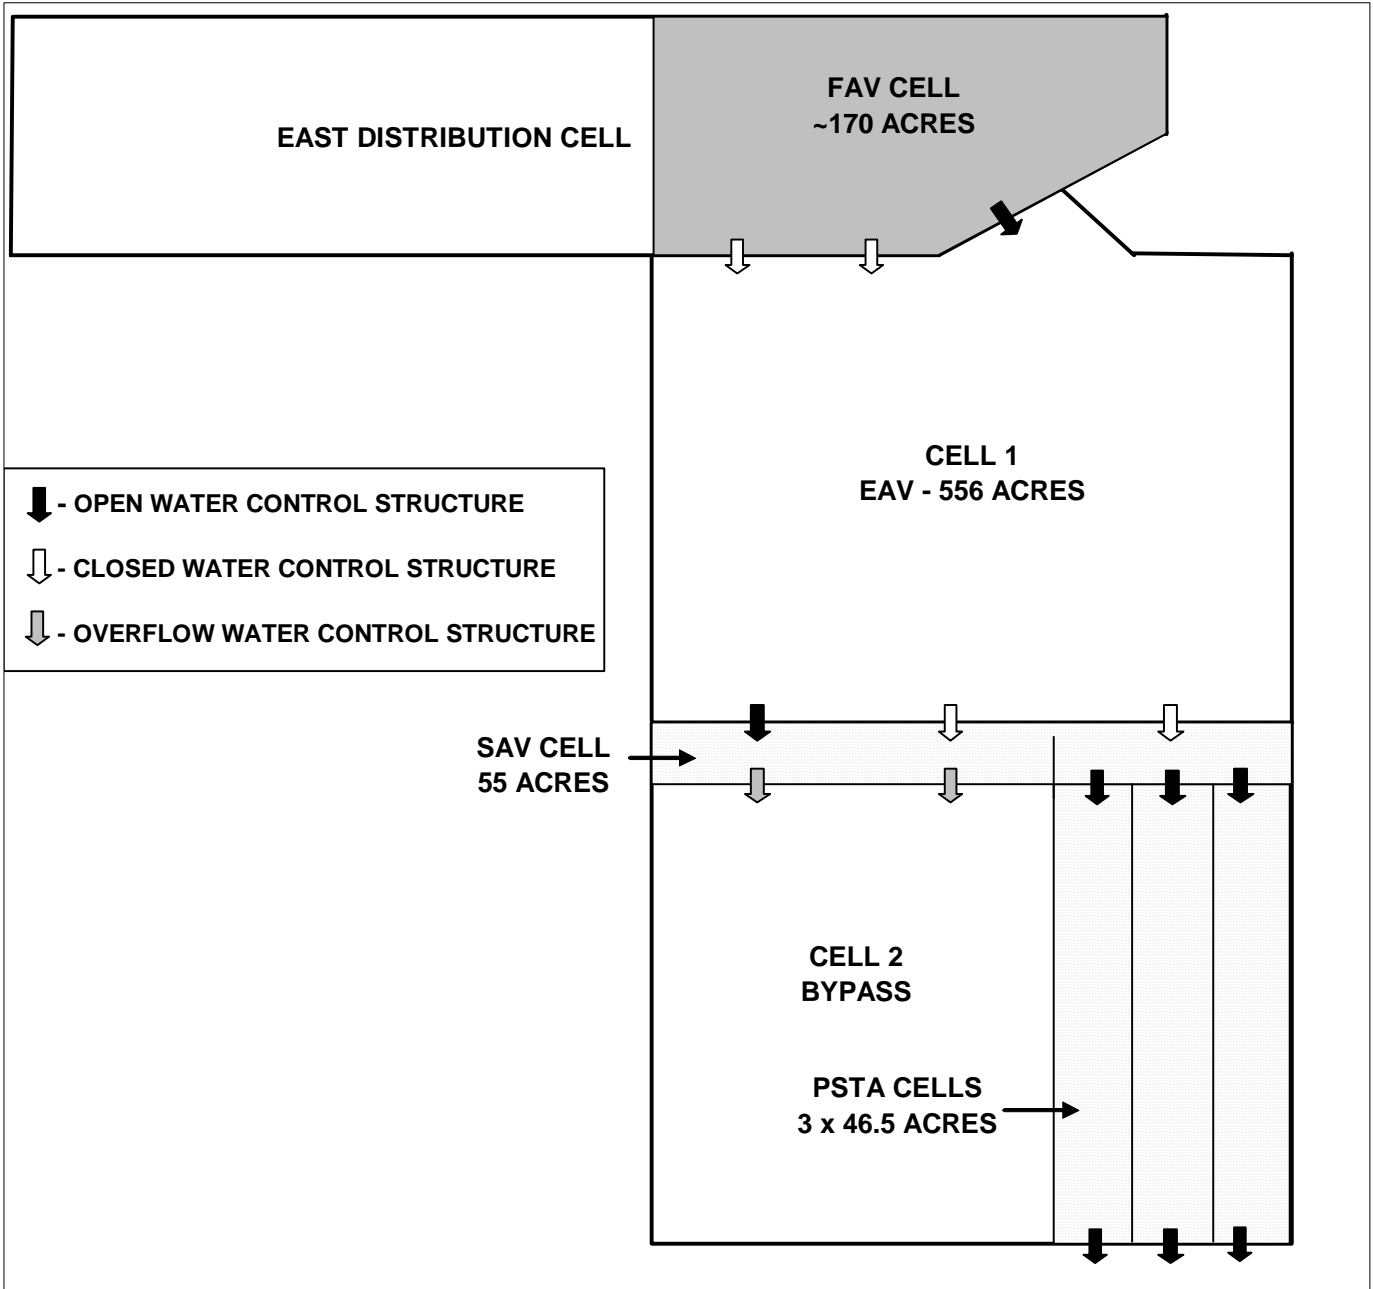 FAV CELL
~170 ACRES
EAST DISTRIBUTION CELL
CELL 1
EAV - 556 ACRES
- OPEN WATER CONTROL STRUCTURE
- CLOSED WATER CONTROL STRUCTURE
- OVERFLOW WATER CONTROL STRUCTURE
SAV CELL
55 ACRES
CELL 2
BYPASS
PSTA CELLS
3 x 46.5 ACRES